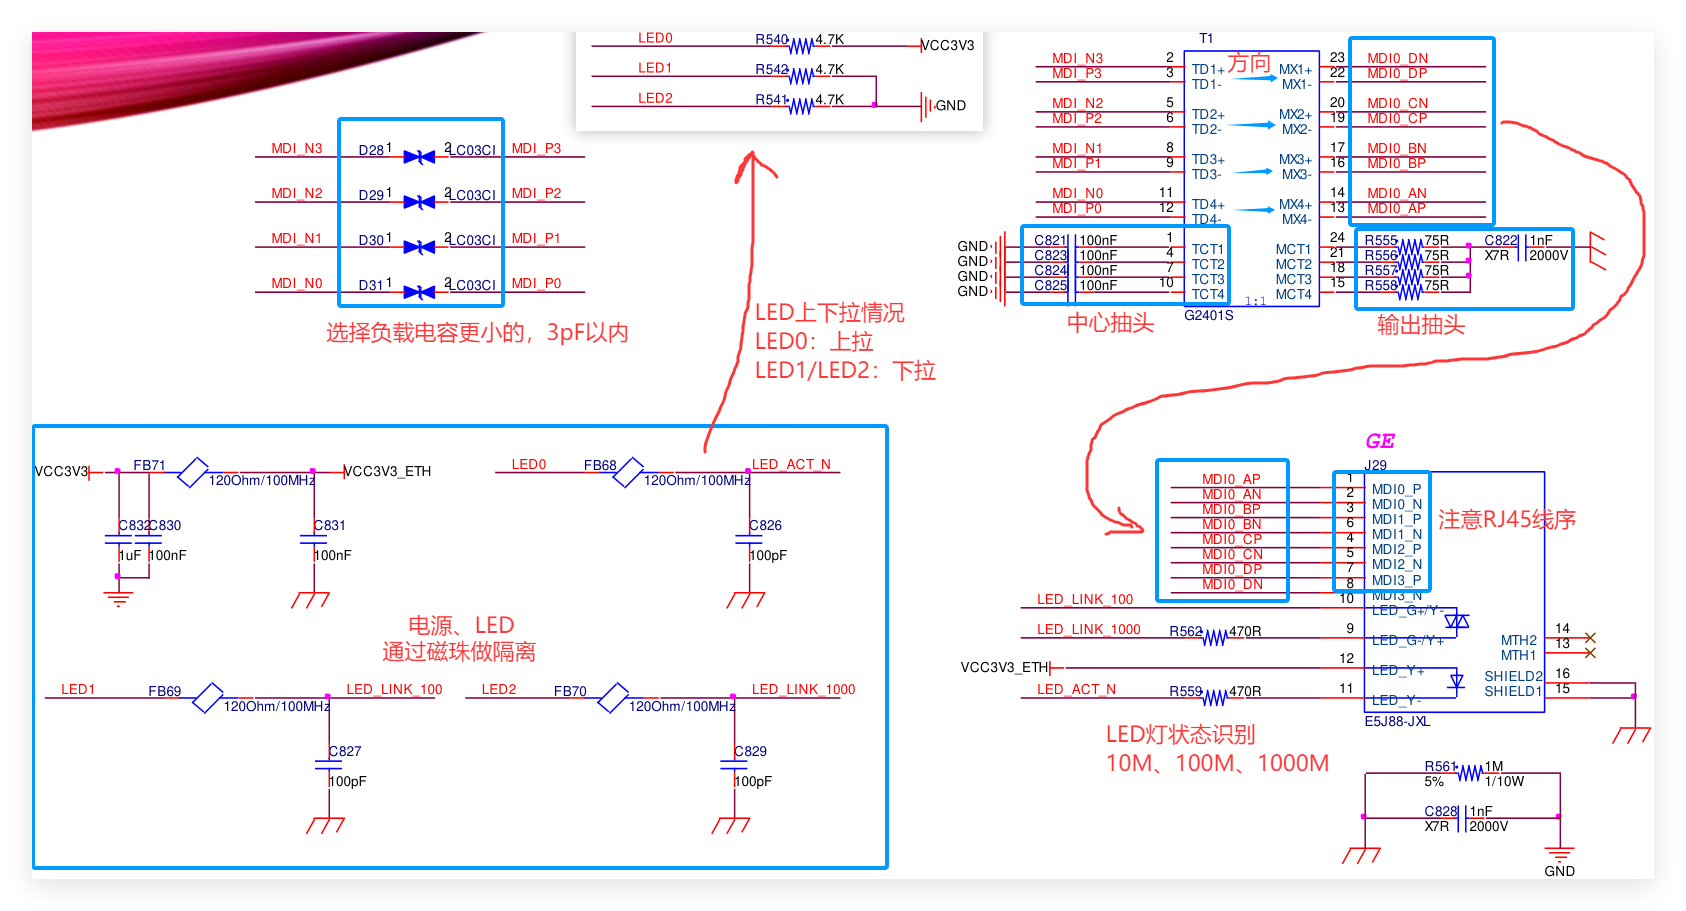 LED0 R540 4.7K VCC3V3
LED1 R542 4.7K
LED2 R541 4.7K GND
MDI_N3 D28 1 2 LC03CI MDI_P3
MDI_N2 D29 1 2 LC03CI MDI_P2
MDI_N1 D30 1 2 LC03CI MDI_P1
MDI_N0 D31 1 2 LC03CI MDI_P0
选择负载电容更小的，3pF以内
LED上下拉情况
LED0：上拉
LED1/LED2：下拉
T1
方向
MDI_N3 2 TD1+ MX1+ 23 MDI0_DN
MDI_P3 3 TD1- MX1- 22 MDI0_DP
MDI_N2 5 TD2+ MX2+ 20 MDI0_CN
MDI_P2 6 TD2- MX2- 19 MDI0_CP
MDI_N1 8 TD3+ MX3+ 17 MDI0_BN
MDI_P1 9 TD3- MX3- 16 MDI0_BP
MDI_N0 11 TD4+ MX4+ 14 MDI0_AN
MDI_P0 12 TD4- MX4- 13 MDI0_AP
GND C821 100nF 1 TCT1 MCT1 24 R555 75R C822 1nF
GND C823 100nF 4 TCT2 MCT2 21 R556 75R X7R 2000V
GND C824 100nF 7 TCT3 MCT3 18 R557 75R
GND C825 100nF 10 TCT4 MCT4 15 R558 75R
1:1
G2401S
中心抽头
输出抽头
VCC3V3 FB71 120Ohm/100MHz VCC3V3_ETH
C832 C830 C831
1uF 100nF 100nF
LED0 FB68 120Ohm/100MHz LED_ACT_N
C826
100pF
电源、LED
通过磁珠做隔离
LED1 FB69 120Ohm/100MHz LED_LINK_100
C827
100pF
LED2 FB70 120Ohm/100MHz LED_LINK_1000
C829
100pF
GE
J29
MDI0_AP 1 MDI0_P
MDI0_AN 2 MDI0_N
MDI0_BP 3 MDI1_P
MDI0_BN 6 MDI1_N
MDI0_CP 4 MDI2_P
MDI0_CN 5 MDI2_N
MDI0_DP 7 MDI3_P
MDI0_DN 8 MDI3_N
注意RJ45线序
LED_LINK_100 10 LED_G+/Y-
LED_LINK_1000 R562 470R 9 LED_G-/Y+
VCC3V3_ETH 12 LED_Y+
LED_ACT_N R559 470R 11 LED_Y-
MTH2 14
MTH1 13
SHIELD2 16
SHIELD1 15
E5J88-JXL
LED灯状态识别
10M、100M、1000M
R561 1M
5% 1/10W
C828 1nF
X7R 2000V
GND